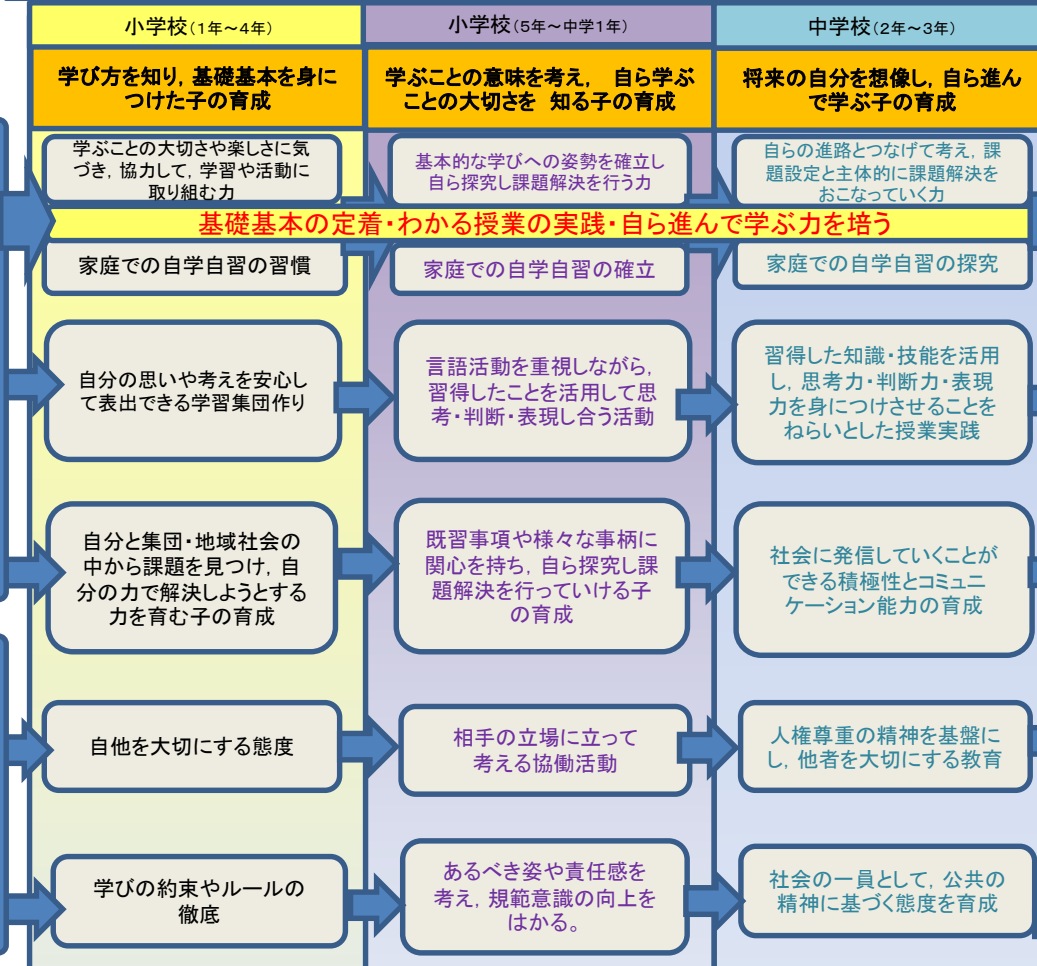 小学校(1年～4年)
小学校(5年～中学1年)
中学校(2年～3年)
学び方を知り，基礎基本を身に
つけた子の育成
学ぶことの意味を考え，　自ら学ぶ
ことの大切さを 知る子の育成
将来の自分を想像し，自ら進ん
で学ぶ子の育成
学ぶことの大切さや楽しさに気
づき，協力して，学習や活動に
取り組む力
基本的な学びへの姿勢を確立し
自ら探究し課題解決を行う力
自らの進路とつなげて考え，課
題設定と主体的に課題解決を
おこなっていく力
基礎基本の定着・わかる授業の実践・自ら進んで学ぶ力を培う
家庭での自学自習の習慣
家庭での自学自習の確立
家庭での自学自習の探究
自分の思いや考えを安心し
て表出できる学習集団作り
言語活動を重視しながら，
習得したことを活用して思
考・判断・表現し合う活動
習得した知識・技能を活用
し，思考力・判断力・表現
力を身につけさせることを
ねらいとした授業実践
自分と集団・地域社会の
中から課題を見つけ，自
分の力で解決しようとする
力を育む子の育成
既習事項や様々な事柄に
関心を持ち，自ら探究し課
題解決を行っていける子
の育成
社会に発信していくことが
できる積極性とコミュニ
ケーション能力の育成
自他を大切にする態度
相手の立場に立って
考える協働活動
人権尊重の精神を基盤に
し，他者を大切にする教育
学びの約束やルールの
徹底
あるべき姿や責任感を
考え，規範意識の向上を
はかる。
社会の一員として，公共の
精神に基づく態度を育成